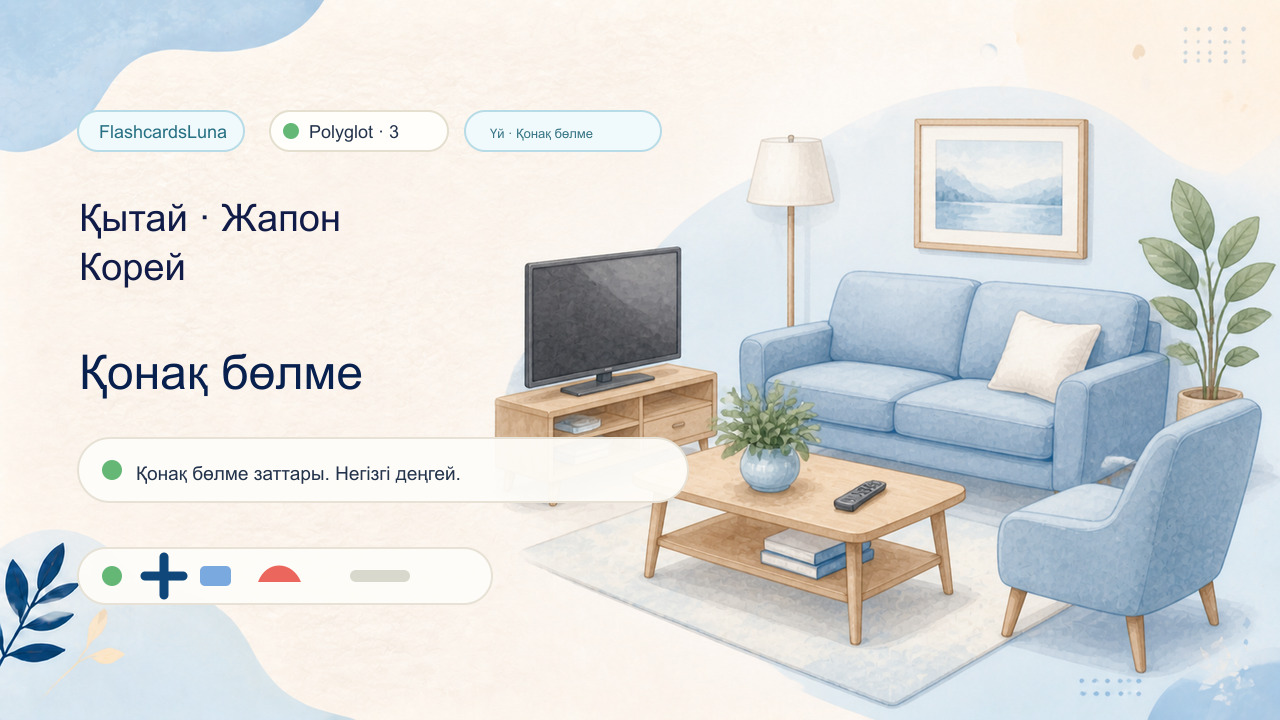 FlashcardsLuna
Polyglot · 3
Үй · Қонақ бөлме
Қытай · Жапон
Корей
Қонақ бөлме
Қонақ бөлме заттары. Негізгі деңгей.